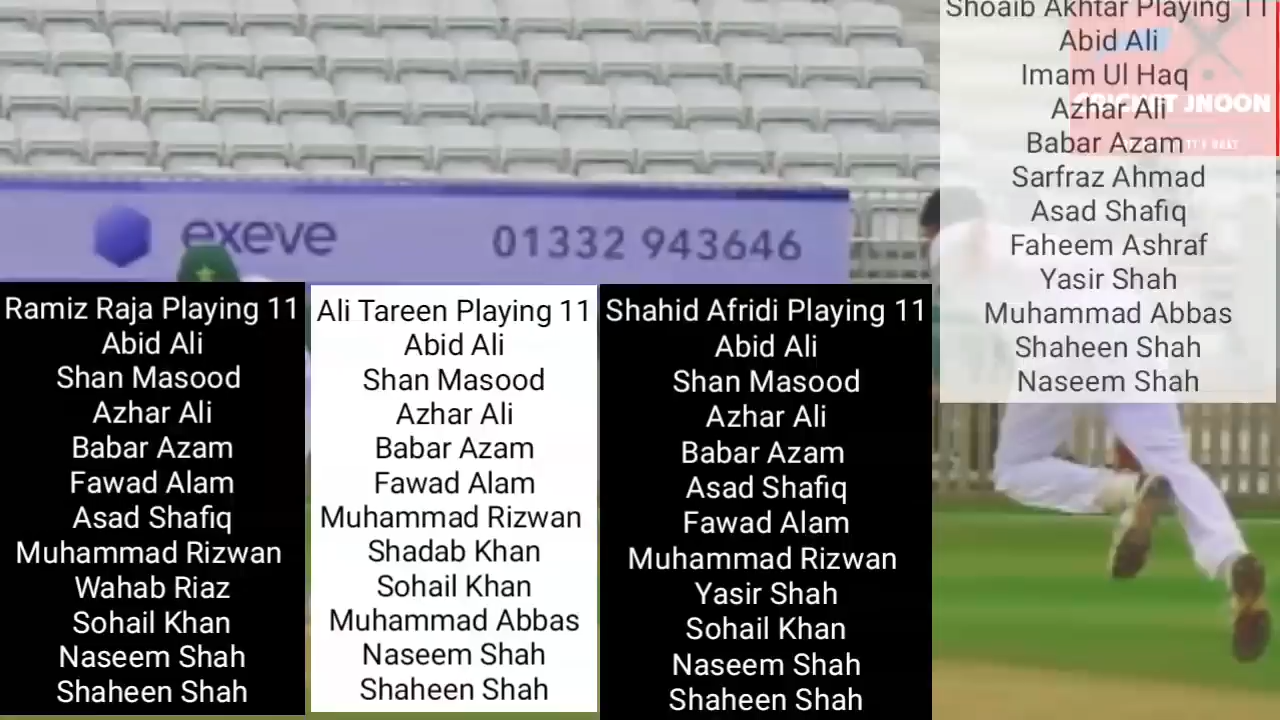 Shoaib Akhtar Playing 11
Abid Ali
Imam Ul Haq
Azhar Ali
Babar Azam
Sarfraz Ahmad
Asad Shafiq
Faheem Ashraf
Yasir Shah
Muhammad Abbas
Shaheen Shah
Naseem Shah
CRICKET JNOON
exeve 01332 943646
Ramiz Raja Playing 11
Abid Ali
Shan Masood
Azhar Ali
Babar Azam
Fawad Alam
Asad Shafiq
Muhammad Rizwan
Wahab Riaz
Sohail Khan
Naseem Shah
Shaheen Shah
Ali Tareen Playing 11
Abid Ali
Shan Masood
Azhar Ali
Babar Azam
Fawad Alam
Muhammad Rizwan
Shadab Khan
Sohail Khan
Muhammad Abbas
Naseem Shah
Shaheen Shah
Shahid Afridi Playing 11
Abid Ali
Shan Masood
Azhar Ali
Babar Azam
Asad Shafiq
Fawad Alam
Muhammad Rizwan
Yasir Shah
Sohail Khan
Naseem Shah
Shaheen Shah